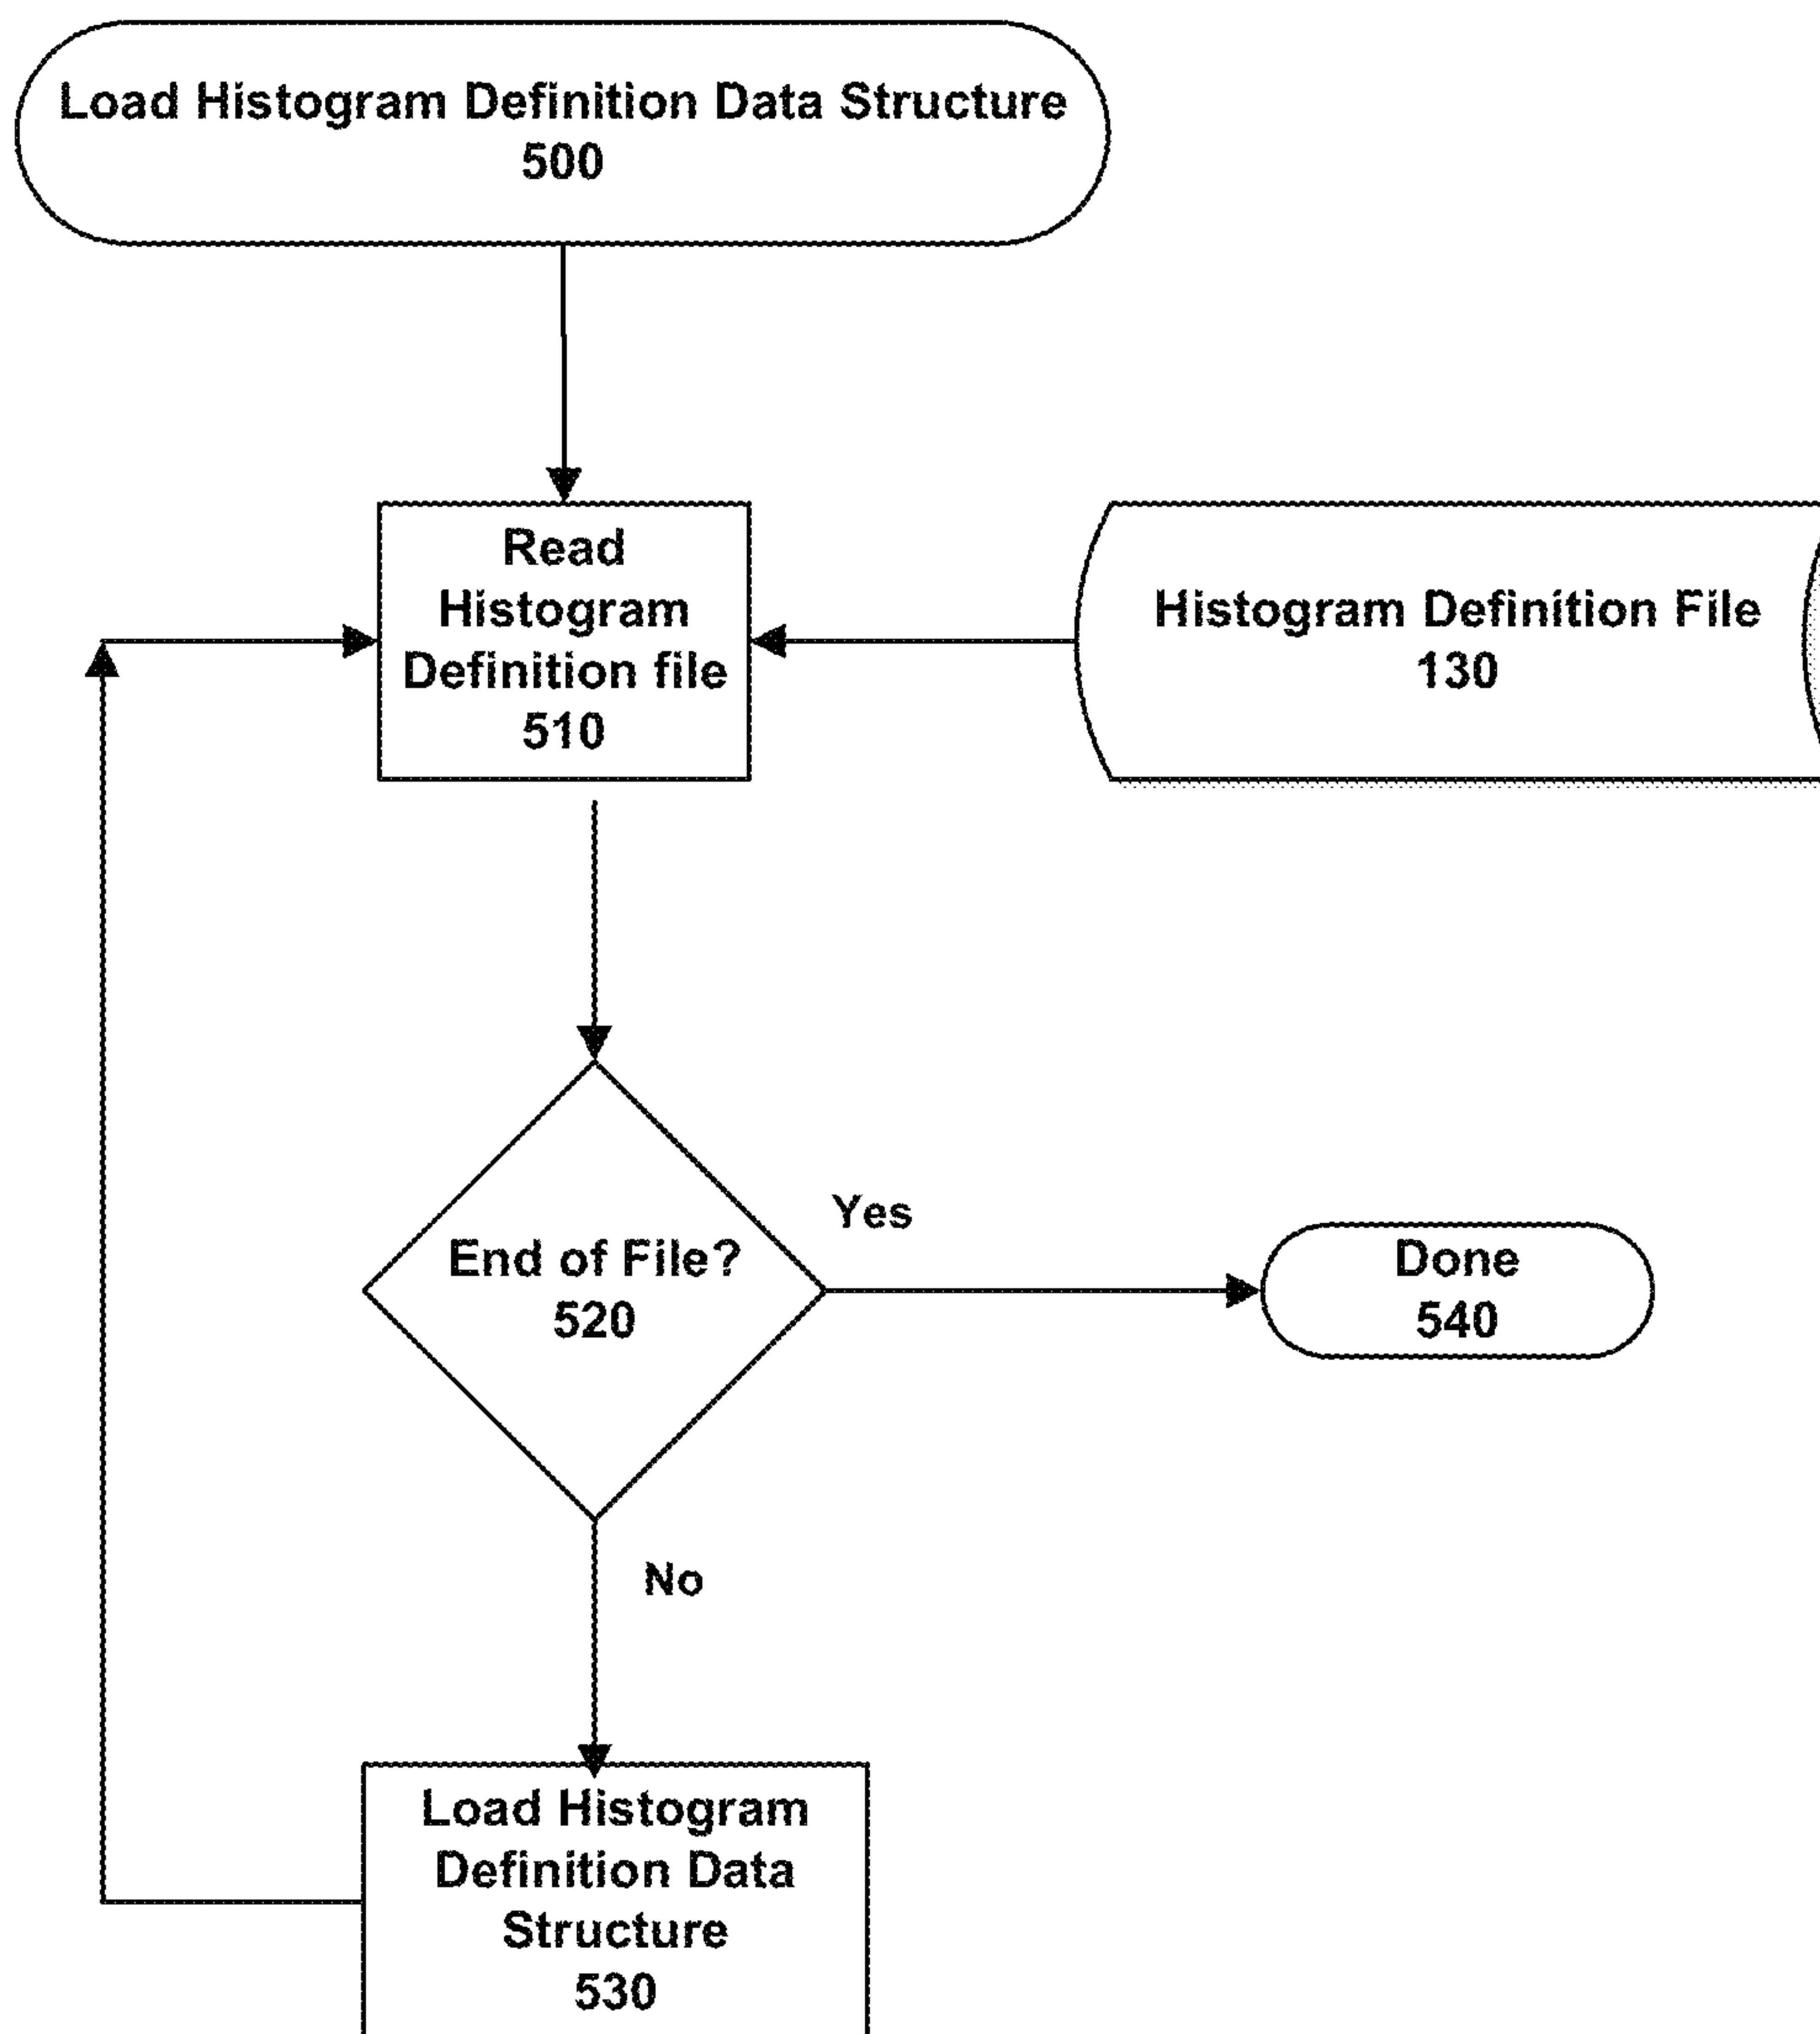 Load Histogram Definition Data Structure
500
Read
Histogram
Definition file
510
Histogram Definition File
130
End of File?
520
Yes
Done
540
No
Load Histogram
Definition Data
Structure
530